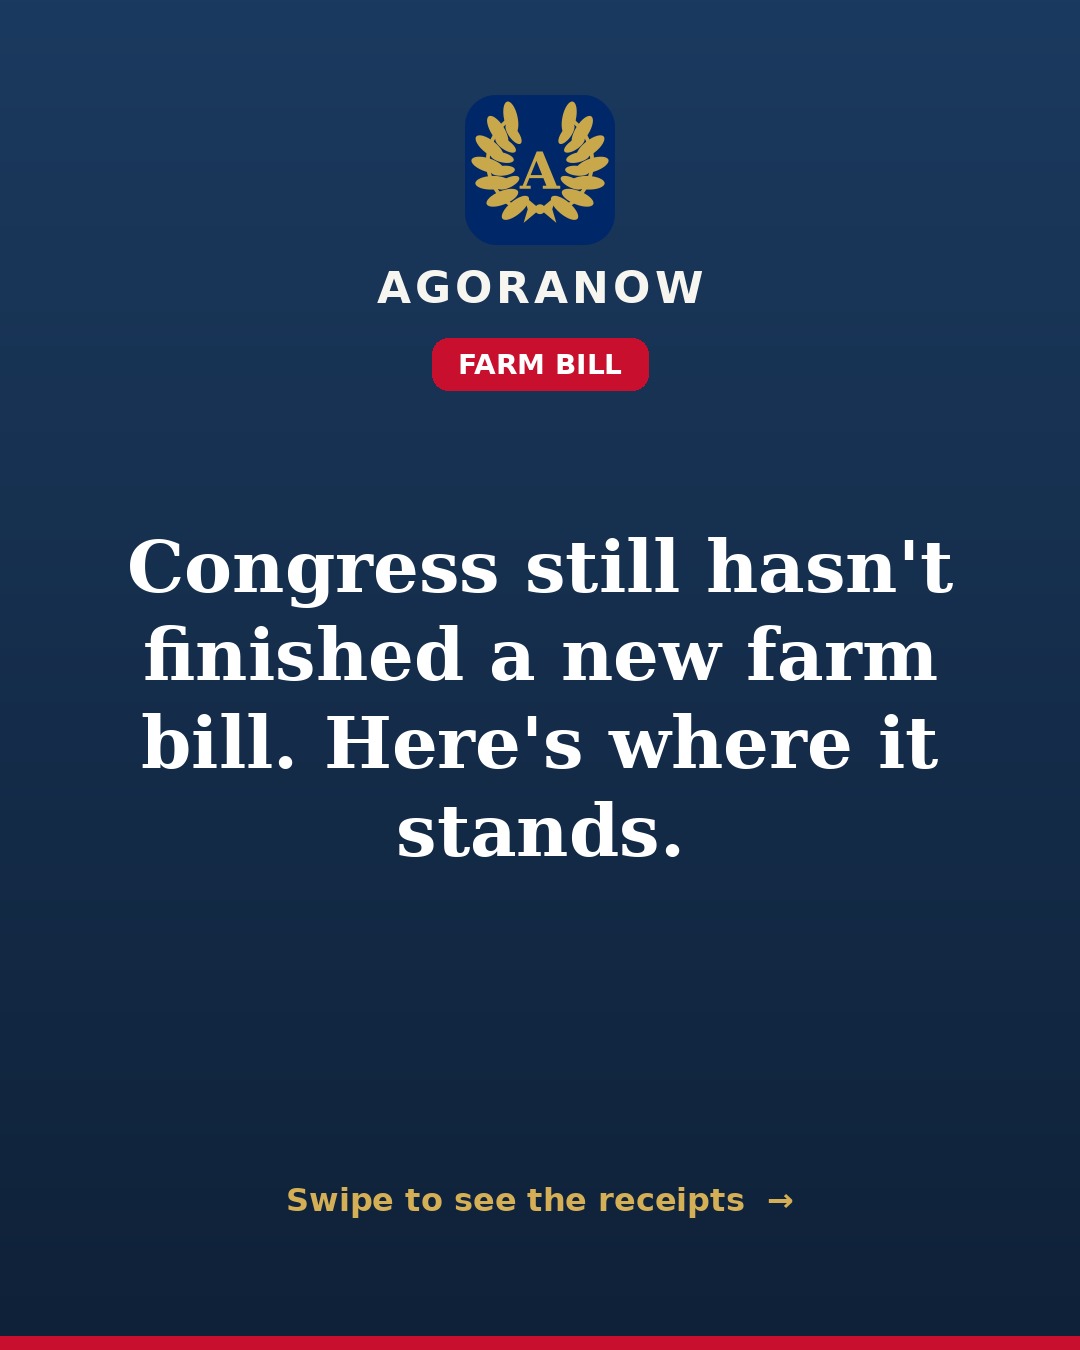 A
AGORANOW
FARM BILL
Congress still hasn't
finished a new farm
bill. Here's where it
stands.
Swipe to see the receipts →